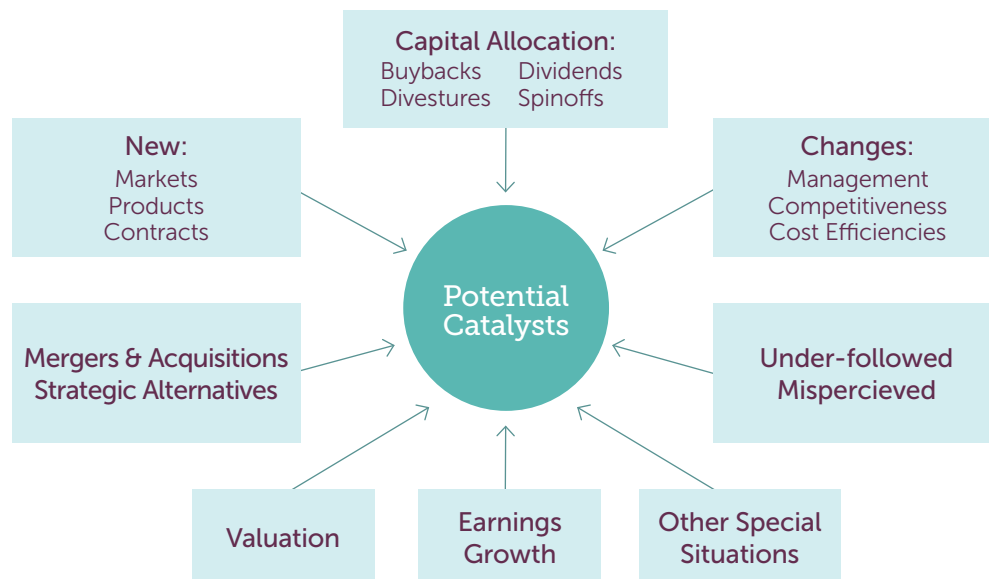 Capital Allocation:
Buybacks Dividends
Divestures Spinoffs
New:
Markets
Products
Contracts
Changes:
Management
Competitiveness
Cost Efficiencies
Potential
Catalysts
Mergers & Acquisitions
Strategic Alternatives
Under-followed
Mispercieved
Valuation
Earnings
Growth
Other Special
Situations